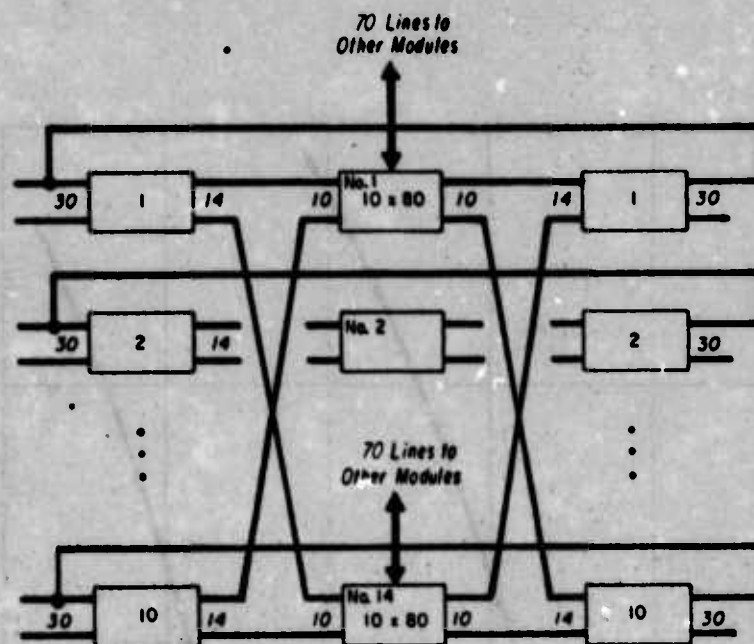 70 Lines to
Other Modules
30 1 14 10 No. 1 10 x 80 10 14 1 30
30 2 14 No. 2 2 30
70 Lines to
Other Modules
30 10 14 10 No. 14 10 x 80 10 14 10 30